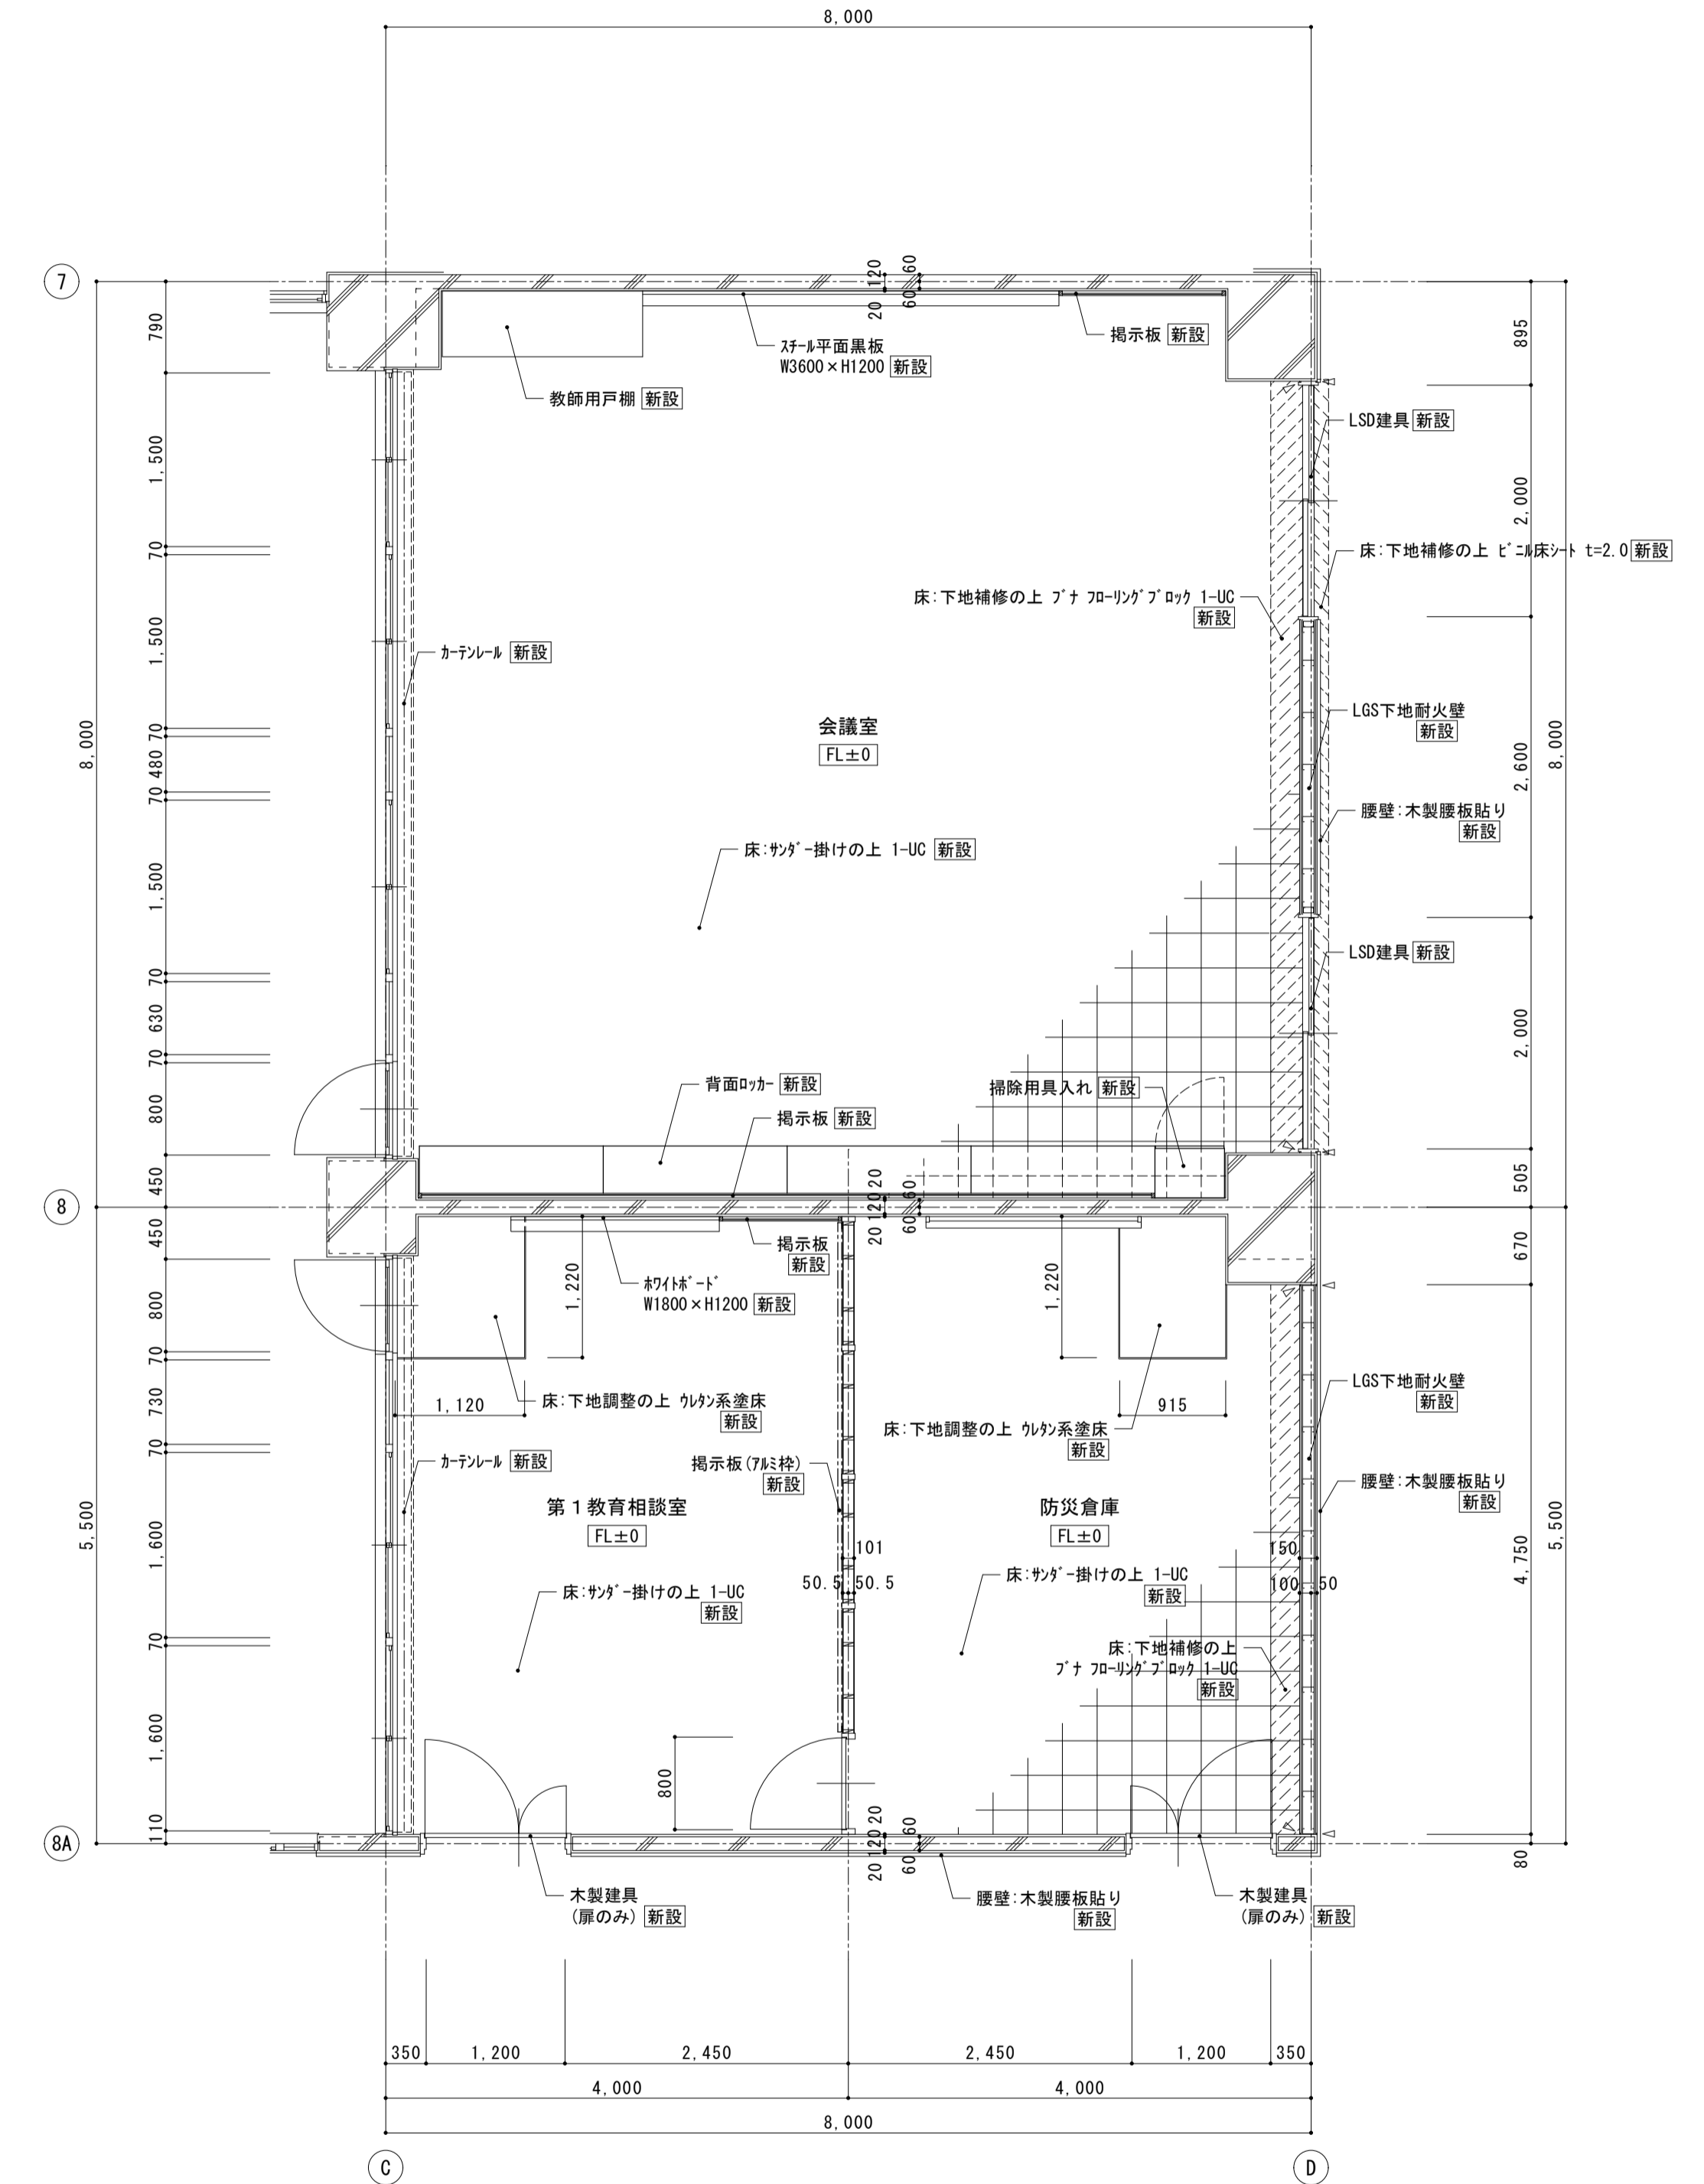 8,000
7
790
1,500
70
1,500
70
480
70
1,500
70
630
70
800
450
8,000
8
450
800
70
730
70
1,600
70
1,600
110
5,500
8A
120
60
20
60
スチール平面黒板
W3600×H1200 新設
掲示板 新設
教師用戸棚 新設
LSD建具 新設
床:下地補修の上 ビニル床シート t=2.0 新設
床:下地補修の上 ブナ フローリングブロック 1-UC
新設
カーテンレール 新設
会議室
FL±0
LGS下地耐火壁
新設
腰壁:木製腰板貼り
新設
床:サンダー掛けの上 1-UC 新設
LSD建具 新設
背面ロッカー 新設
掃除用具入れ 新設
掲示板 新設
20
120
20
60
60
掲示板
新設
ホワイトボード
W1800×H1200 新設
1,220
1,220
床:下地調整の上 ウレタン系塗床
新設
1,120
915
床:下地調整の上 ウレタン系塗床
新設
LGS下地耐火壁
新設
カーテンレール 新設
掲示板(アルミ枠)
新設
腰壁:木製腰板貼り
新設
第1教育相談室
FL±0
防災倉庫
FL±0
101
50.5
50.5
150
100
50
床:サンダー掛けの上 1-UC
新設
床:サンダー掛けの上 1-UC
新設
床:下地補修の上
ブナ フローリングブロック 1-UC
新設
800
20
120
20
60
60
木製建具
(扉のみ) 新設
腰壁:木製腰板貼り
新設
木製建具
(扉のみ) 新設
895
2,000
2,600
2,000
505
8,000
670
4,750
80
5,500
350
1,200
2,450
2,450
1,200
350
4,000
4,000
8,000
C
D